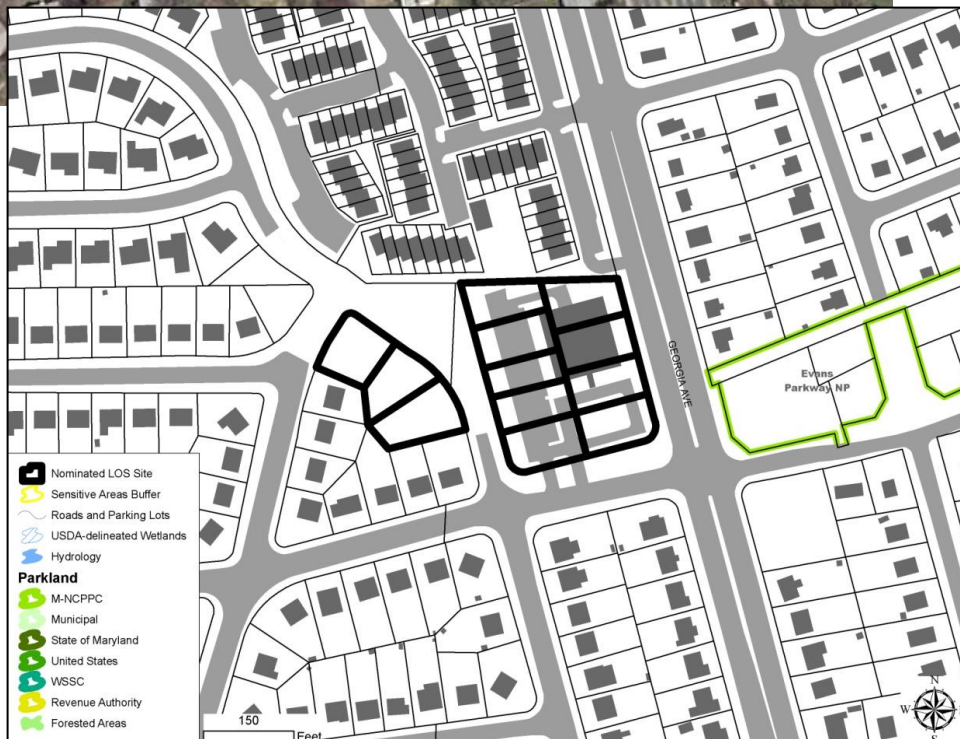 GEORGIA AVE
Evans
Parkway NP
Nominated LOS Site
Sensitive Areas Buffer
Roads and Parking Lots
USDA-delineated Wetlands
Hydrology
Parkland
M-NCPPC
Municipal
State of Maryland
United States
WSSC
Revenue Authority
Forested Areas
150
Feet
N
W
S